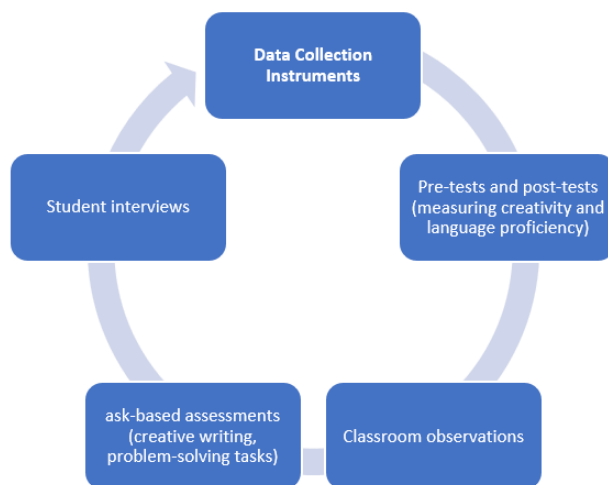 Data Collection
Instruments
Pre-tests and post-tests
(measuring creativity and
language proficiency)
Classroom observations
ask-based assessments
(creative writing,
problem-solving tasks)
Student interviews